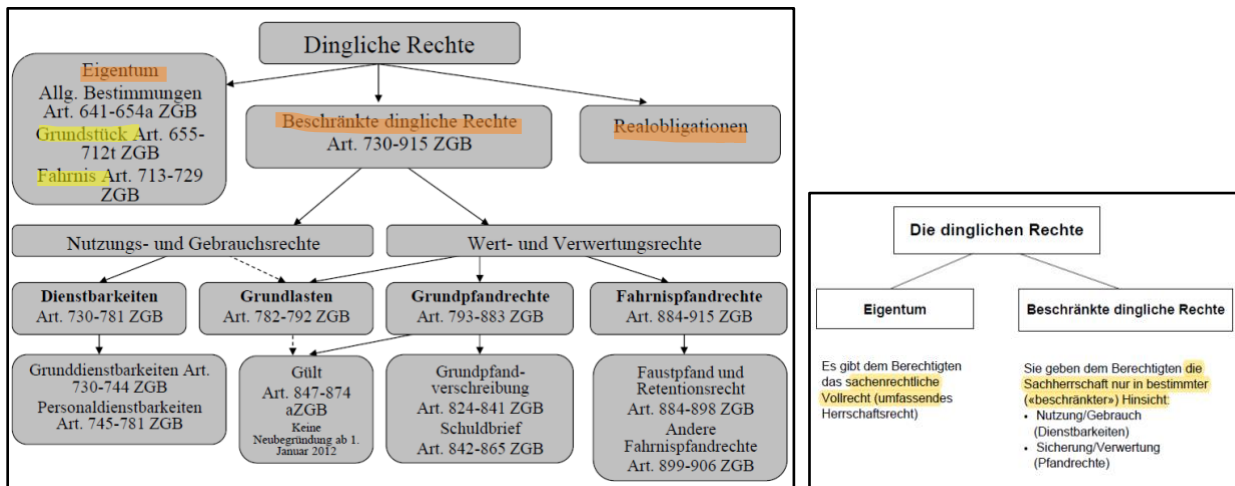 Dingliche Rechte
Eigentum
Allg. Bestimmungen
Art. 641-654a ZGB
Grundstück Art. 655-
712t ZGB
Fahrnis Art. 713-729
ZGB
Beschränkte dingliche Rechte
Art. 730-915 ZGB
Realobligationen
Nutzungs- und Gebrauchsrechte
Wert- und Verwertungsrechte
Dienstbarkeiten
Art. 730-781 ZGB
Grundlasten
Art. 782-792 ZGB
Grundpfandrechte
Art. 793-883 ZGB
Fahrnispfandrechte
Art. 884-915 ZGB
Grunddienstbarkeiten Art.
730-744 ZGB
Personaldienstbarkeiten
Art. 745-781 ZGB
Gült
Art. 847-874
aZGB
Keine
Neubegründung ab 1.
Januar 2012
Grundpfand-
verschreibung
Art. 824-841 ZGB
Schuldbrief
Art. 842-865 ZGB
Faustpfand und
Retentionsrecht
Art. 884-898 ZGB
Andere
Fahrnispfandrechte
Art. 899-906 ZGB
Die dinglichen Rechte
Eigentum
Beschränkte dingliche Rechte
Es gibt dem Berechtigten
das sachenrechtliche
Vollrecht (umfassendes
Herrschaftsrecht)
Sie geben dem Berechtigten die
Sachherrschaft nur in bestimmter
(«beschränkter») Hinsicht:
• Nutzung/Gebrauch
(Dienstbarkeiten)
• Sicherung/Verwertung
(Pfandrechte)